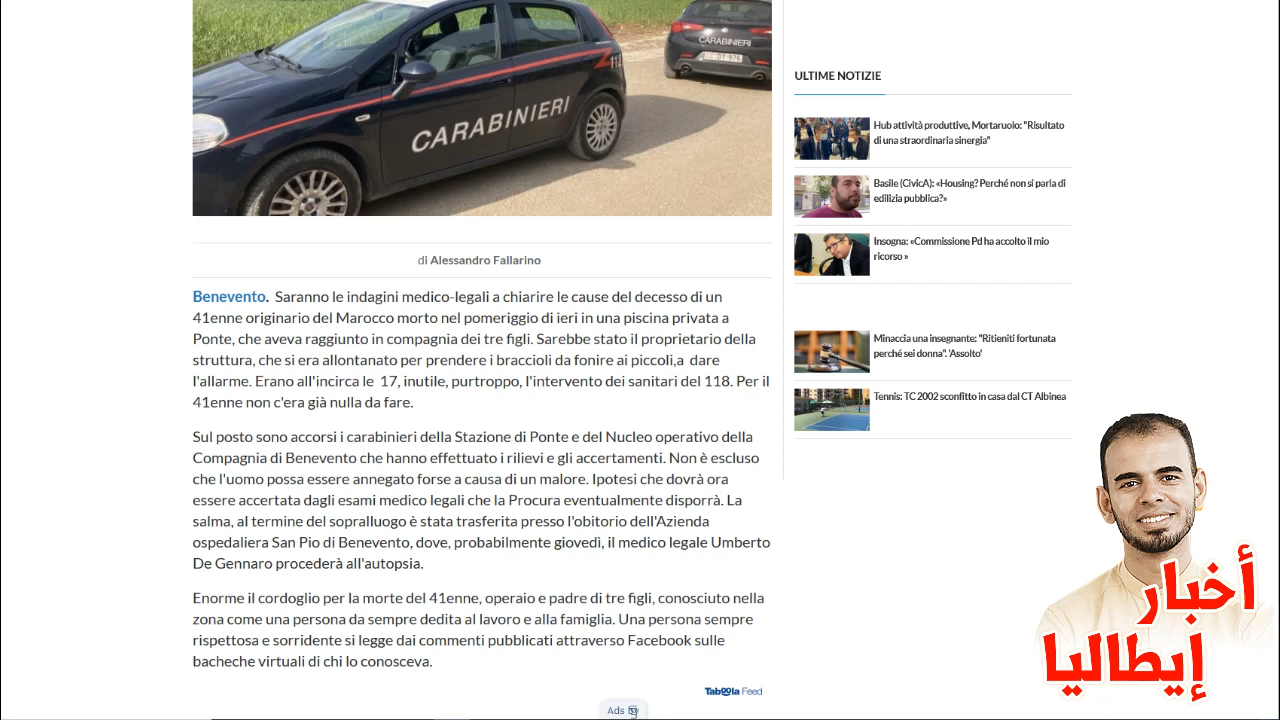 CARABINIERI
112
CARABINIERI
di Alessandro Fallarino
Benevento. Saranno le indagini medico-legali a chiarire le cause del decesso di un
41enne originario del Marocco morto nel pomeriggio di ieri in una piscina privata a
Ponte, che aveva raggiunto in compagnia dei tre figli. Sarebbe stato il proprietario della
struttura, che si era allontanato per prendere i braccioli da fonire ai piccoli,a dare
l'allarme. Erano all'incirca le 17, inutile, purtroppo, l'intervento dei sanitari del 118. Per il
41enne non c'era già nulla da fare.
Sul posto sono accorsi i carabinieri della Stazione di Ponte e del Nucleo operativo della
Compagnia di Benevento che hanno effettuato i rilievi e gli accertamenti. Non è escluso
che l'uomo possa essere annegato forse a causa di un malore. Ipotesi che dovrà ora
essere accertata dagli esami medico legali che la Procura eventualmente disporrà. La
salma, al termine del sopralluogo è stata trasferita presso l'obitorio dell'Azienda
ospedaliera San Pio di Benevento, dove, probabilmente giovedì, il medico legale Umberto
De Gennaro procederà all'autopsia.
Enorme il cordoglio per la morte del 41enne, operaio e padre di tre figli, conosciuto nella
zona come una persona da sempre dedita al lavoro e alla famiglia. Una persona sempre
rispettosa e sorridente si legge dai commenti pubblicati attraverso Facebook sulle
bacheche virtuali di chi lo conosceva.
Taboola Feed
Ads by
ULTIME NOTIZIE
Hub attività produttive, Mortaruolo: "Risultato
di una straordinaria sinergia"
Basile (CivicA): «Housing? Perché non si parla di
edilizia pubblica?»
Insogna: «Commissione Pd ha accolto il mio
ricorso »
Minaccia una insegnante: "Ritieniti fortunata
perché sei donna". 'Assolto'
Tennis: TC 2002 sconfitto in casa dal CT Albinea
أخبار
إيطاليا